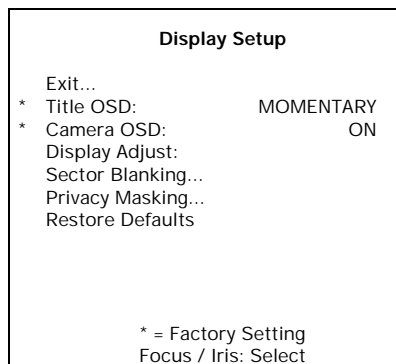 Display Setup
Exit...
* Title OSD: MOMENTARY
* Camera OSD: ON
Display Adjust:
Sector Blanking...
Privacy Masking...
Restore Defaults
* = Factory Setting
Focus / Iris: Select